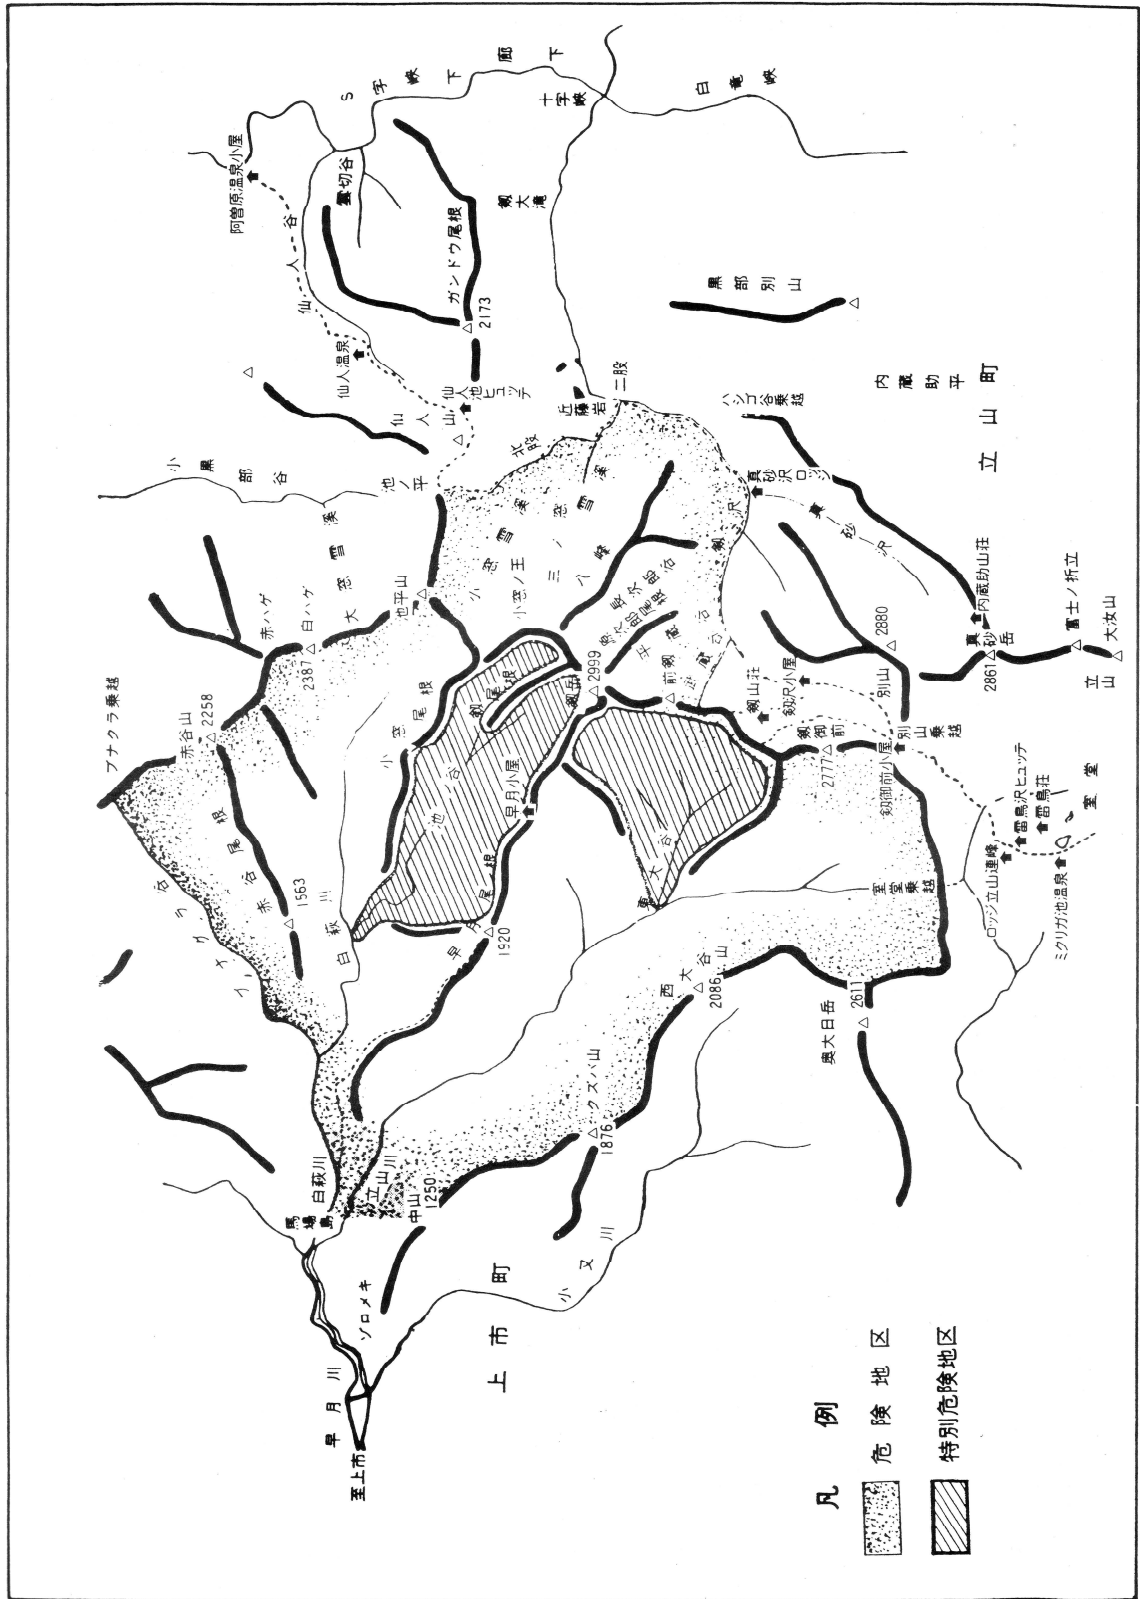 阿曽原温泉小屋
S字峡
下廊下
十字峡
白竜峡
雲切谷
仙人谷
ガンドウ尾根
2173
剱大滝
黒部別山
仙人温泉
仙人池ヒュッテ
仙人山
近藤岩
二股
ハシゴ谷乗越
内蔵助平
立山町
小黒部谷
池ノ平
北股
大窓雪渓
小窓雪渓
三ノ窓雪渓
小窓ノ王
八峰
剱沢
真砂沢ロッジ
真砂沢
赤ハゲ
白ハゲ
2387
池平山
ブナクラ乗越
赤谷山
2258
小窓尾根
剱尾根
剱岳
2999
源次郎尾根
平蔵谷
前剱
剱山荘
剱沢小屋
別山
2880
内蔵助山荘
真砂岳
2861
富士ノ折立
大汝山
立山
剱御前
2777
別山乗越
剱御前小屋
赤谷尾根
1563
池ノ谷
早月小屋
早月尾根
1920
白萩川
東大谷
室堂乗越
ロッジ立山連峰
雷鳥沢ヒュッテ
雷鳥荘
室堂
ミクリガ池温泉
西大谷山
2086
奥大日岳
2611
クズバ山
1876
白萩川
立山川
馬場島
中山
1250
ゾロメキ
小又川
上市町
早月川
至上市
凡例
危険地区
特別危険地区